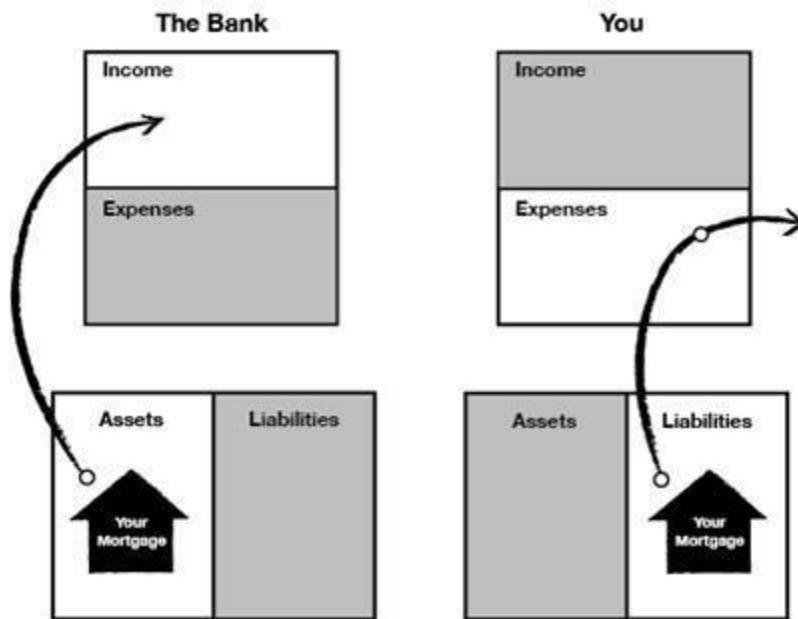 The Bank
Income
Expenses
Assets
Liabilities
Your
Mortgage
You
Income
Expenses
Assets
Liabilities
Your
Mortgage